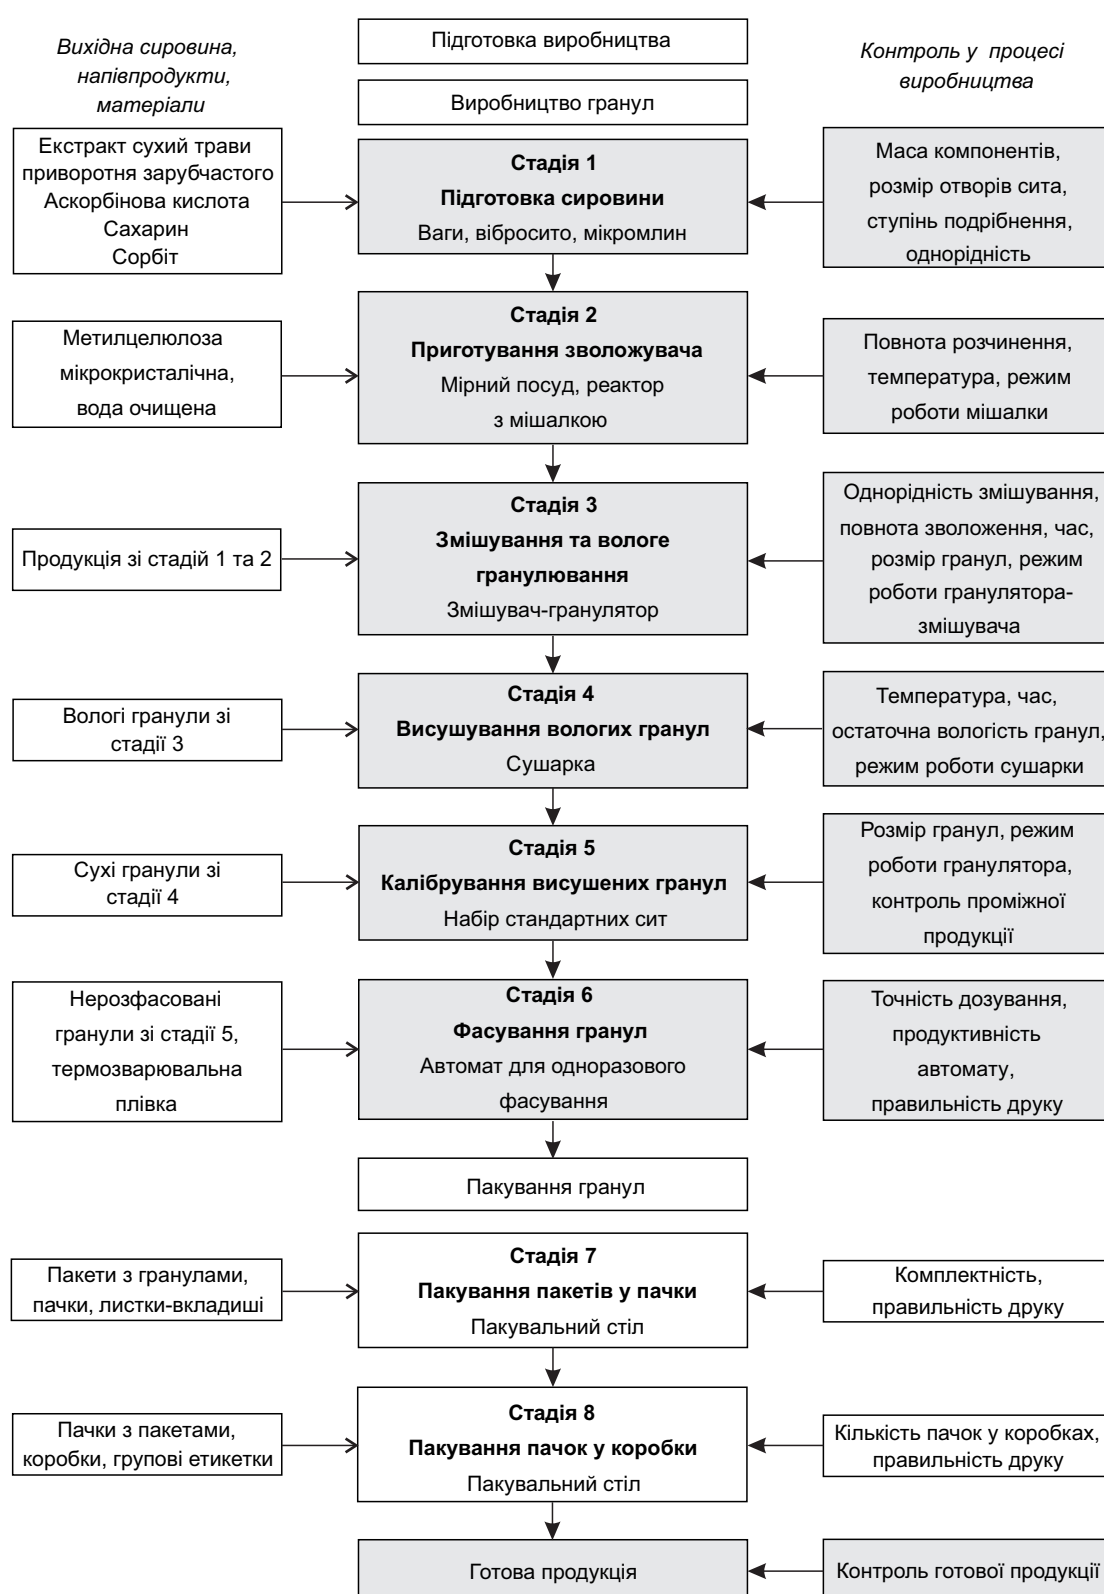 Вихідна сировина,
напівпродукти,
матеріали
Підготовка виробництва
Контроль у процесі
виробництва
Виробництво гранул
Екстракт сухий трави
приворотня зарубчастого
Аскорбінова кислота
Сахарин
Сорбіт
Стадія 1
Підготовка сировини
Ваги, вібросито, мікромлин
Маса компонентів,
розмір отворів сита,
ступінь подрібнення,
однорідність
Метилцелюлоза
мікрокристалічна,
вода очищена
Стадія 2
Приготування зволожувача
Мірний посуд, реактор
з мішалкою
Повнота розчинення,
температура, режим
роботи мішалки
Продукція зі стадій 1 та 2
Стадія 3
Змішування та вологе
гранулювання
Змішувач-гранулятор
Однорідність змішування,
повнота зволоження, час,
розмір гранул, режим
роботи гранулятора-
змішувача
Вологі гранули зі
стадії 3
Стадія 4
Висушування вологих гранул
Сушарка
Температура, час,
остаточна вологість гранул,
режим роботи сушарки
Сухі гранули зі
стадії 4
Стадія 5
Калібрування висушених гранул
Набір стандартних сит
Розмір гранул, режим
роботи гранулятора,
контроль проміжної
продукції
Нерозфасовані
гранули зі стадії 5,
термозварювальна
плівка
Стадія 6
Фасування гранул
Автомат для одноразового
фасування
Точність дозування,
продуктивність
автомату,
правильність друку
Пакування гранул
Пакети з гранулами,
пачки, листки-вкладиші
Стадія 7
Пакування пакетів у пачки
Пакувальний стіл
Комплектність,
правильність друку
Пачки з пакетами,
коробки, групові етикетки
Стадія 8
Пакування пачок у коробки
Пакувальний стіл
Кількість пачок у коробках,
правильність друку
Готова продукція
Контроль готової продукції